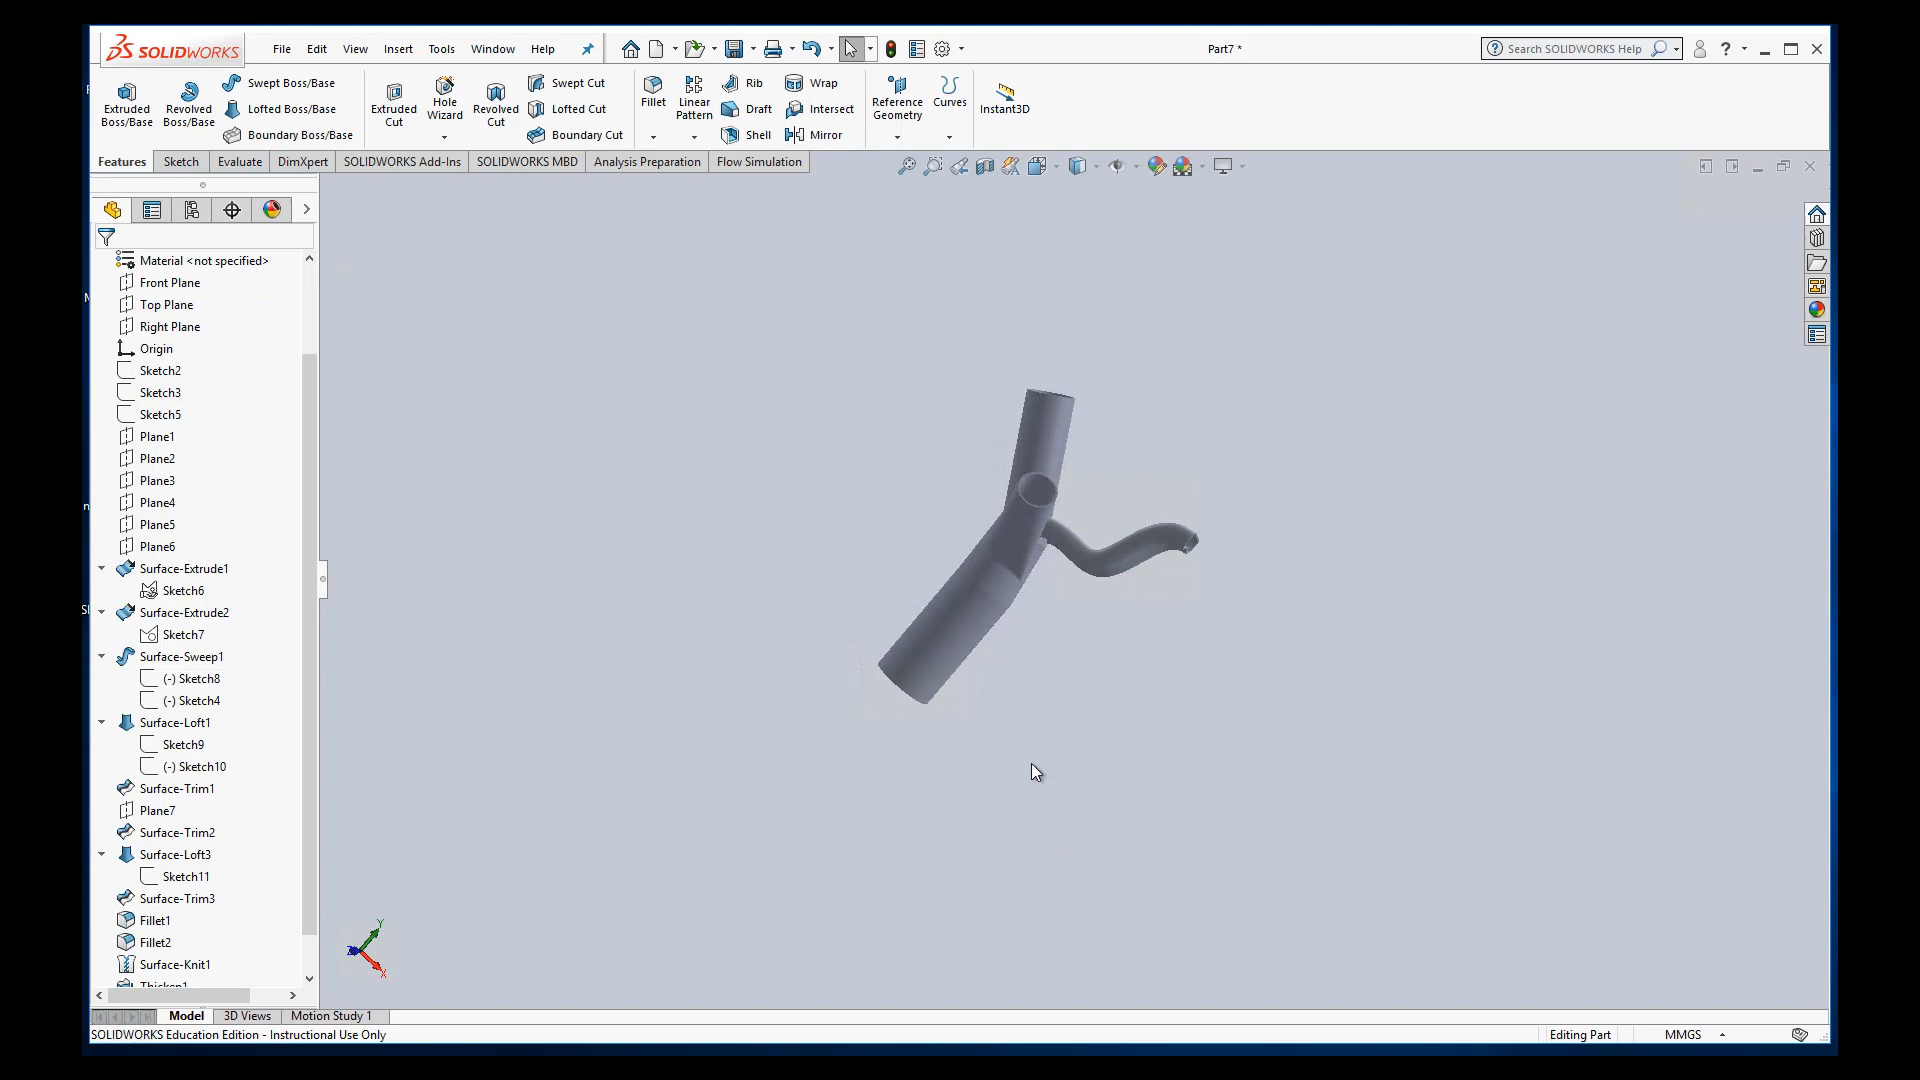 SOLIDWORKS File Edit View Insert Tools Window Help Part7 * Search SOLIDWORKS Help ?
Extruded Boss/Base
Revolved Boss/Base
Swept Boss/Base
Lofted Boss/Base
Boundary Boss/Base
Extruded Cut
Hole Wizard
Revolved Cut
Swept Cut
Lofted Cut
Boundary Cut
Fillet
Linear Pattern
Rib
Draft
Shell
Wrap
Intersect
Mirror
Reference Geometry
Curves
Instant3D
Features Sketch Evaluate DimXpert SOLIDWORKS Add-Ins SOLIDWORKS MBD Analysis Preparation Flow Simulation
Material <not specified>
Front Plane
Top Plane
Right Plane
Origin
Sketch2
Sketch3
Sketch5
Plane1
Plane2
Plane3
Plane4
Plane5
Plane6
Surface-Extrude1
Sketch6
Surface-Extrude2
Sketch7
Surface-Sweep1
(-) Sketch8
(-) Sketch4
Surface-Loft1
Sketch9
(-) Sketch10
Surface-Trim1
Plane7
Surface-Trim2
Surface-Loft3
Sketch11
Surface-Trim3
Fillet1
Fillet2
Surface-Knit1
Thicken1
Y
Z
X
Model 3D Views Motion Study 1
SOLIDWORKS Education Edition - Instructional Use Only Editing Part MMGS